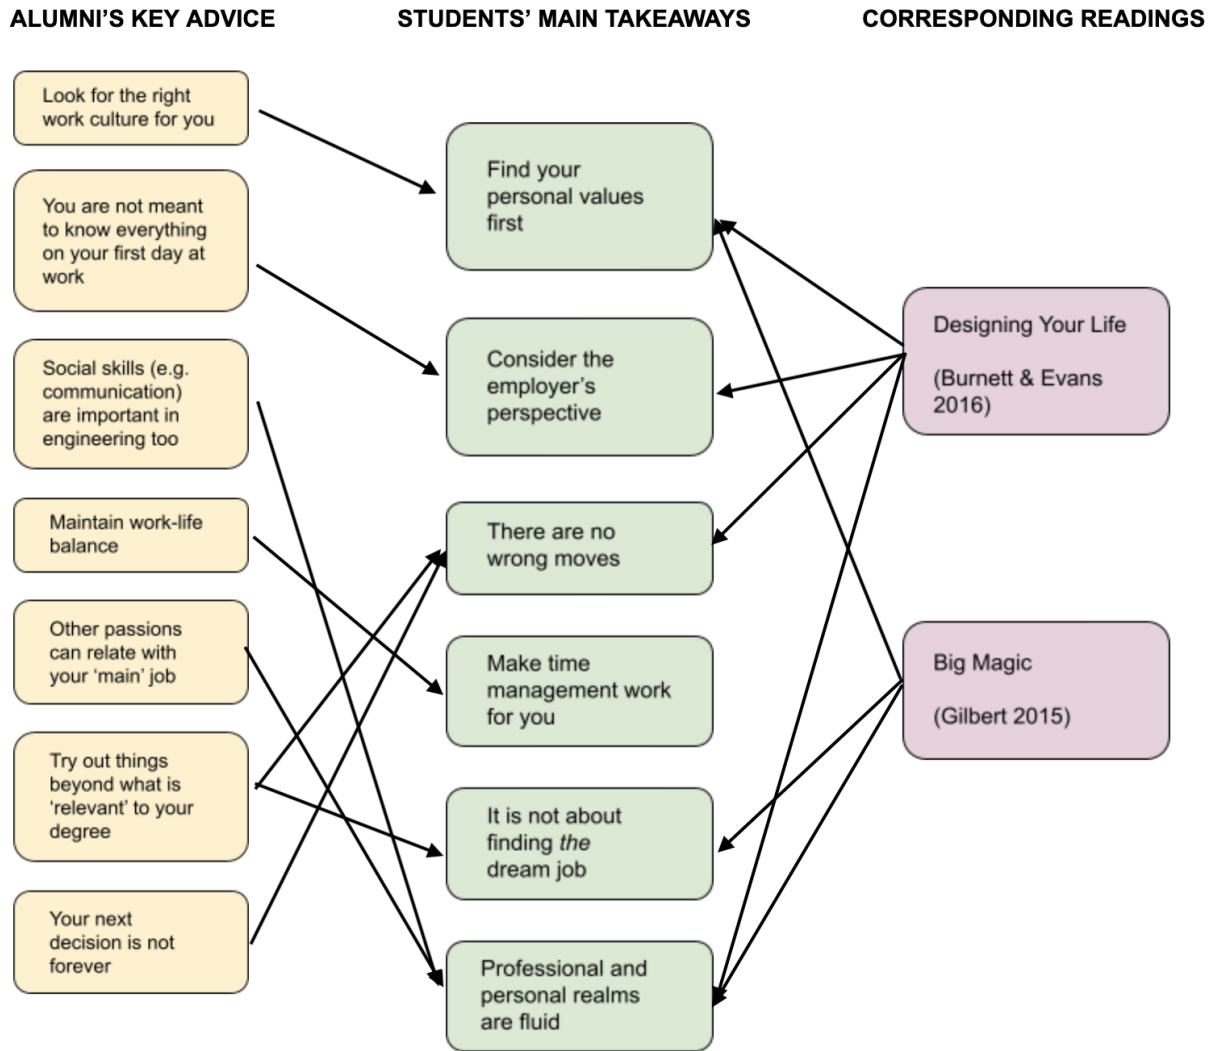 ALUMNI’S KEY ADVICE
STUDENTS’ MAIN TAKEAWAYS
CORRESPONDING READINGS
Look for the right
work culture for you
You are not meant
to know everything
on your first day at
work
Social skills (e.g.
communication)
are important in
engineering too
Maintain work-life
balance
Other passions
can relate with
your ‘main’ job
Try out things
beyond what is
‘relevant’ to your
degree
Your next
decision is not
forever
Find your
personal values
first
Consider the
employer’s
perspective
There are no
wrong moves
Make time
management work
for you
It is not about
finding the
dream job
Professional and
personal realms
are fluid
Designing Your Life
(Burnett & Evans
2016)
Big Magic
(Gilbert 2015)